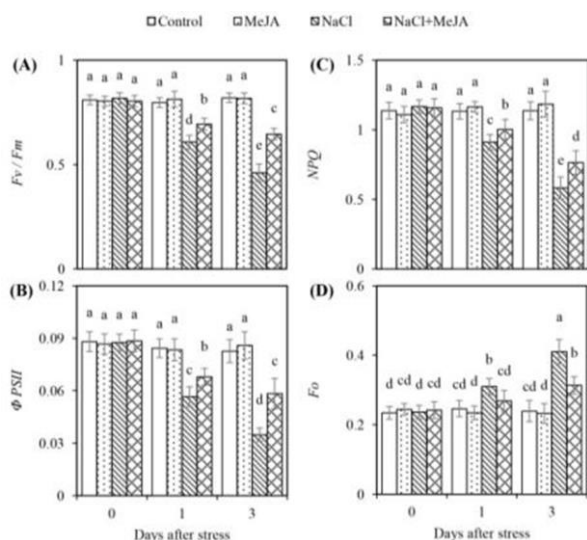 Control MeJA NaCl NaCl+MeJA
(A)
1
0.5
0
Fv / Fm
a a a a
a a d b
a a e c
(C)
1.5
1
0.5
0
NPQ
a a a a
a a c b
a a e d
(B)
0.12
0.09
0.06
0.03
0
Φ PSII
a a a a
a a c b
a a d c
0 1 3
Days after stress
(D)
0.6
0.4
0.2
0
Fo
d cd d cd
cd d b cd
cd d a b
0 1 3
Days after stress